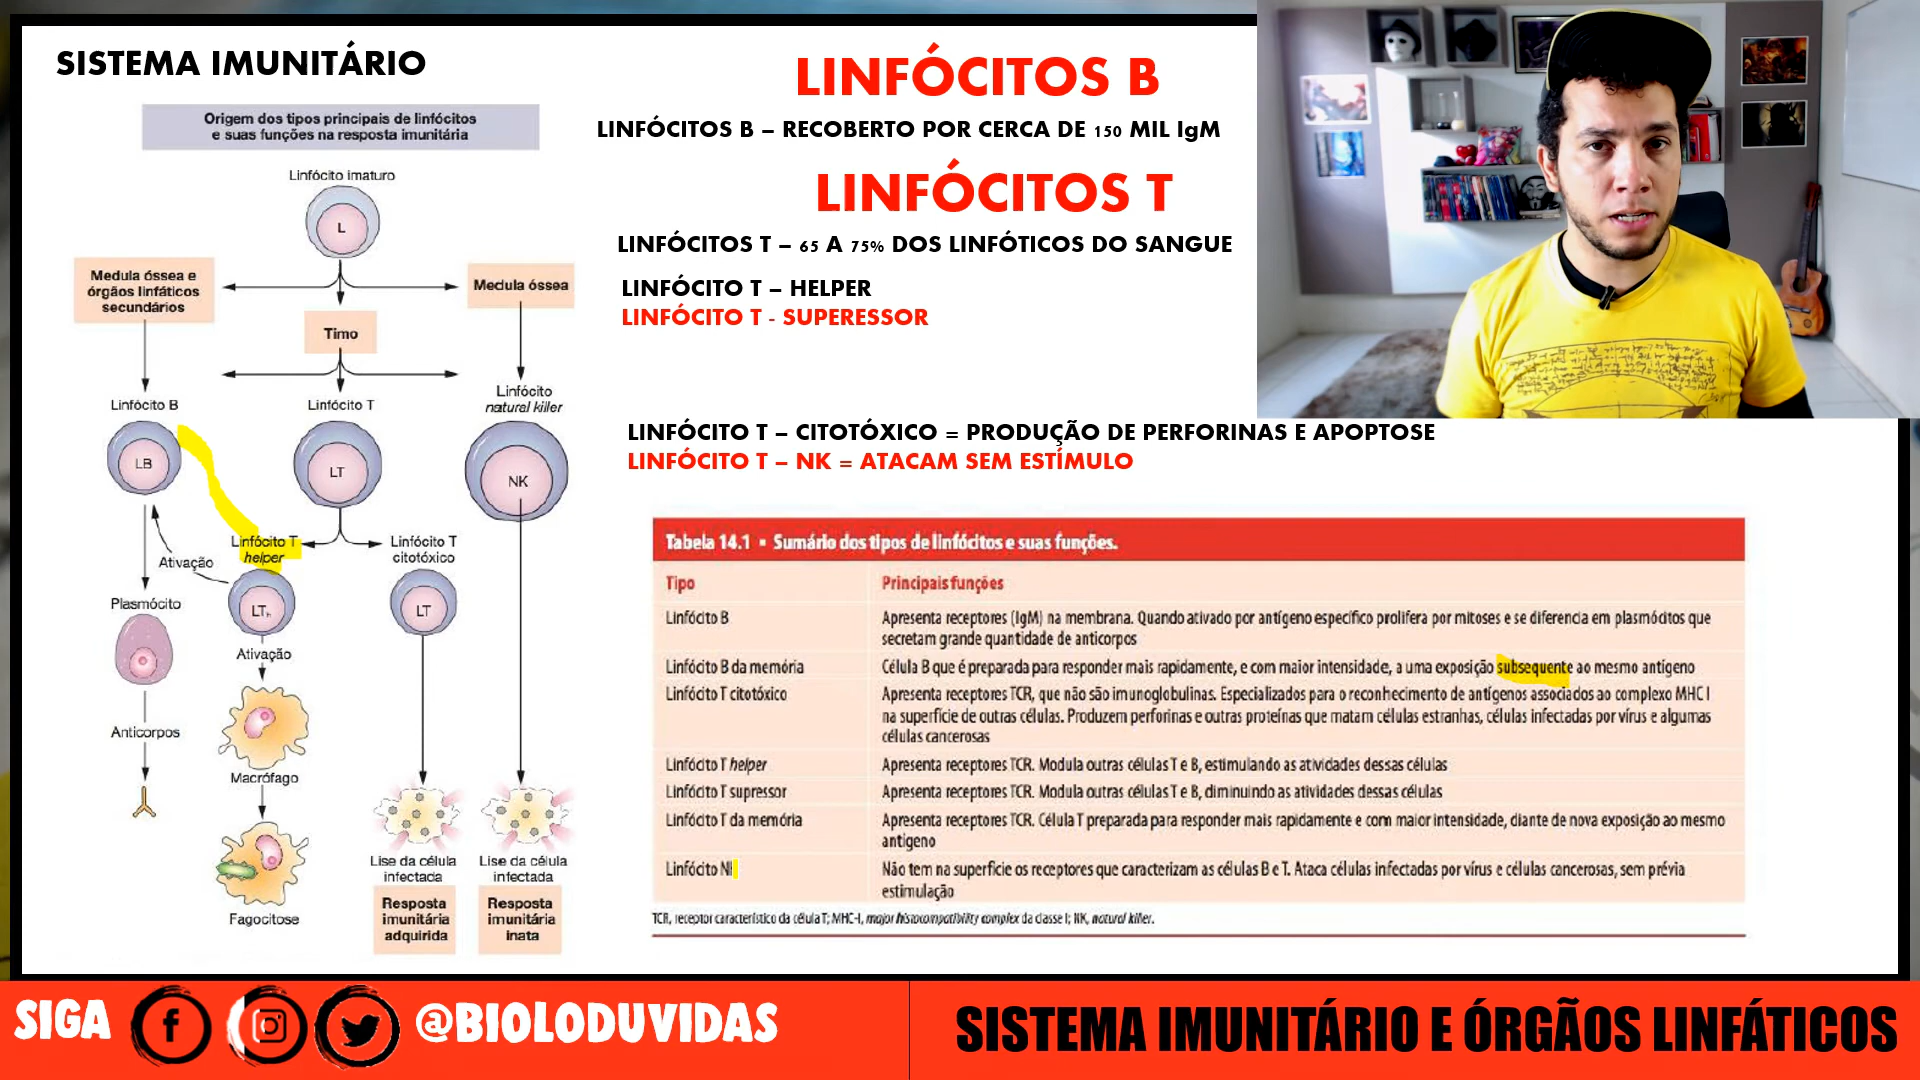 SISTEMA IMUNITÁRIO
Origem dos tipos principais de linfócitos
e suas funções na resposta imunitária
Linfócito imaturo
L
Medula óssea e
órgãos linfáticos
secundários
Medula óssea
Timo
Linfócito B
Linfócito T
Linfócito
natural killer
LB
LT
NK
Ativação
Linfócito T
helper
Linfócito T
citotóxico
LTh
LT
Plasmócito
Ativação
Anticorpos
Macrófago
Fagocitose
Lise da célula
infectada
Lise da célula
infectada
Resposta
imunitária
adquirida
Resposta
imunitária
inata
LINFÓCITOS B
LINFÓCITOS B – RECOBERTO POR CERCA DE 150 MIL IgM
LINFÓCITOS T
LINFÓCITOS T – 65 A 75% DOS LINFÓTICOS DO SANGUE
LINFÓCITO T – HELPER
LINFÓCITO T - SUPERESSOR
LINFÓCITO T – CITOTÓXICO = PRODUÇÃO DE PERFORINAS E APOPTOSE
LINFÓCITO T – NK = ATACAM SEM ESTÍMULO
Tabela 14.1 ▪ Sumário dos tipos de linfócitos e suas funções.
Tipo Principais funções
Linfócito B Apresenta receptores (IgM) na membrana. Quando ativado por antígeno específico prolifera por mitoses e se diferencia em plasmócitos que
secretam grande quantidade de anticorpos
Linfócito B da memória Célula B que é preparada para responder mais rapidamente, e com maior intensidade, a uma exposição subsequente ao mesmo antígeno
Linfócito T citotóxico Apresenta receptores TCR, que não são imunoglobulinas. Especializados para o reconhecimento de antígenos associados ao complexo MHC I
na superfície de outras células. Produzem perforinas e outras proteínas que matam células estranhas, células infectadas por vírus e algumas
células cancerosas
Linfócito T helper Apresenta receptores TCR. Modula outras células T e B, estimulando as atividades dessas células
Linfócito T supressor Apresenta receptores TCR. Modula outras células T e B, diminuindo as atividades dessas células
Linfócito T da memória Apresenta receptores TCR. Célula T preparada para responder mais rapidamente e com maior intensidade, diante de nova exposição ao mesmo
antígeno
Linfócito NK Não tem na superfície os receptores que caracterizam as células B e T. Ataca células infectadas por vírus e células cancerosas, sem prévia
estimulação
TCR, receptor característico da célula T; MHC-I, major histocompatibility complex da classe I; NK, natural killer.
SIGA @BIOLODUVIDAS
SISTEMA IMUNITÁRIO E ÓRGÃOS LINFÁTICOS